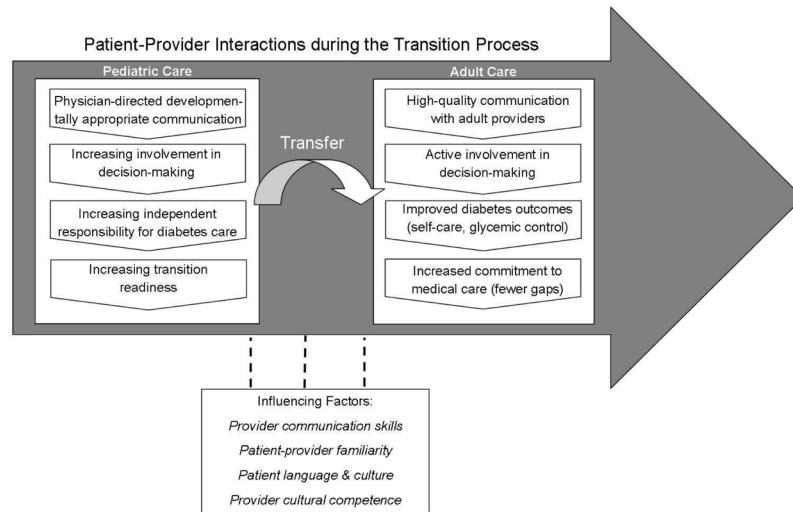 Patient-Provider Interactions during the Transition Process
Pediatric Care
Physician-directed developmen-
tally appropriate communication
Increasing involvement in
decision-making
Increasing independent
responsibility for diabetes care
Increasing transition
readiness
Transfer
Adult Care
High-quality communication
with adult providers
Active involvement in
decision-making
Improved diabetes outcomes
(self-care, glycemic control)
Increased commitment to
medical care (fewer gaps)
Influencing Factors:
Provider communication skills
Patient-provider familiarity
Patient language & culture
Provider cultural competence